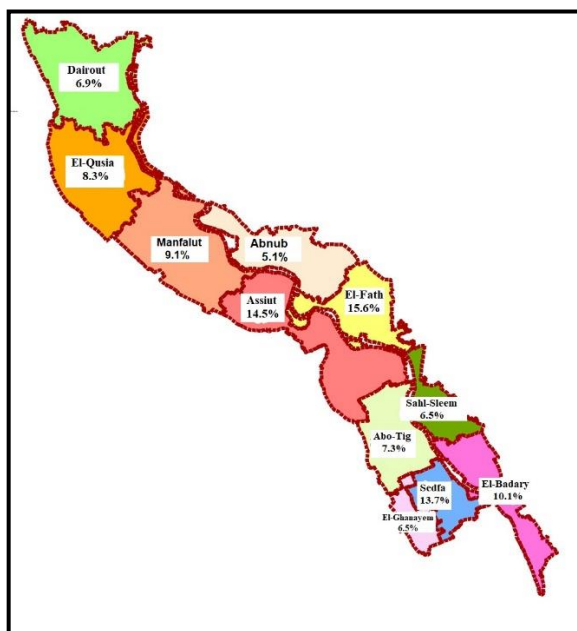 Dairout
6.9%
El-Qusia
8.3%
Manfalut
9.1%
Abnub
5.1%
El-Fath
15.6%
Assiut
14.5%
Sahl-Sleem
6.5%
Abo-Tig
7.3%
Sedfa
13.7%
El-Badary
10.1%
El-Ghanayem
6.5%